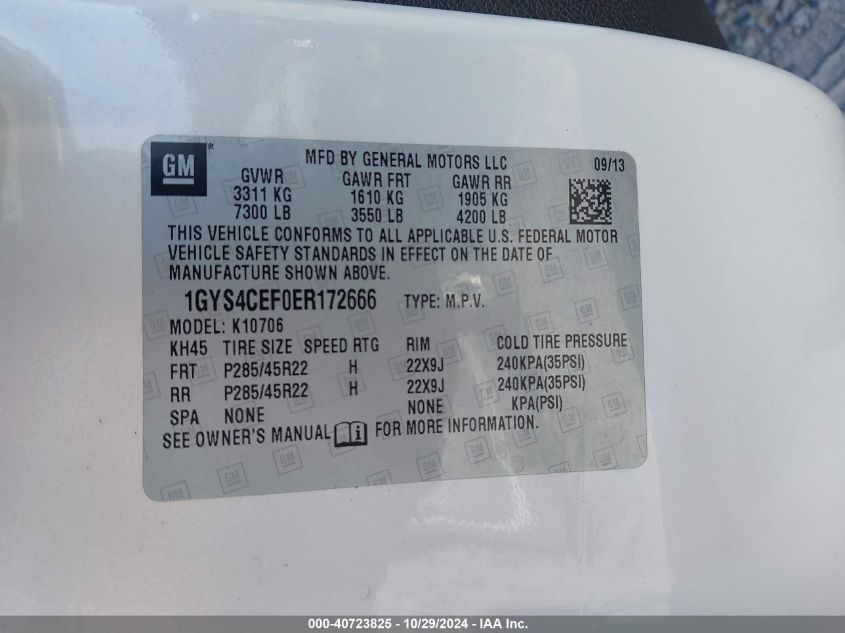 GM ®
MFD BY GENERAL MOTORS LLC 09/13
GVWR GAWR FRT GAWR RR
3311 KG 1610 KG 1905 KG
7300 LB 3550 LB 4200 LB
THIS VEHICLE CONFORMS TO ALL APPLICABLE U.S. FEDERAL MOTOR
VEHICLE SAFETY STANDARDS IN EFFECT ON THE DATE OF
MANUFACTURE SHOWN ABOVE.
1GYS4CEF0ER172666 TYPE: M.P.V.
MODEL: K10706
KH45 TIRE SIZE SPEED RTG RIM COLD TIRE PRESSURE
FRT P285/45R22 H 22X9J 240KPA(35PSI)
RR P285/45R22 H 22X9J 240KPA(35PSI)
SPA NONE NONE KPA(PSI)
SEE OWNER'S MANUAL i FOR MORE INFORMATION.
000-40723825 - 10/29/2024 - IAA Inc.